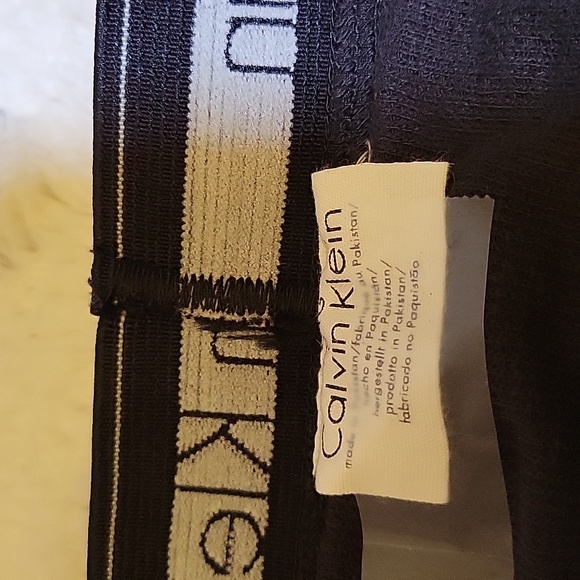 Calvin Klein
made in Pakistan/fabriqué au Pakistan/
hecho en Paquistán/
hergestellt in Pakistan/
prodotto in Pakistan/
fabricado no Paquistão
u Kle